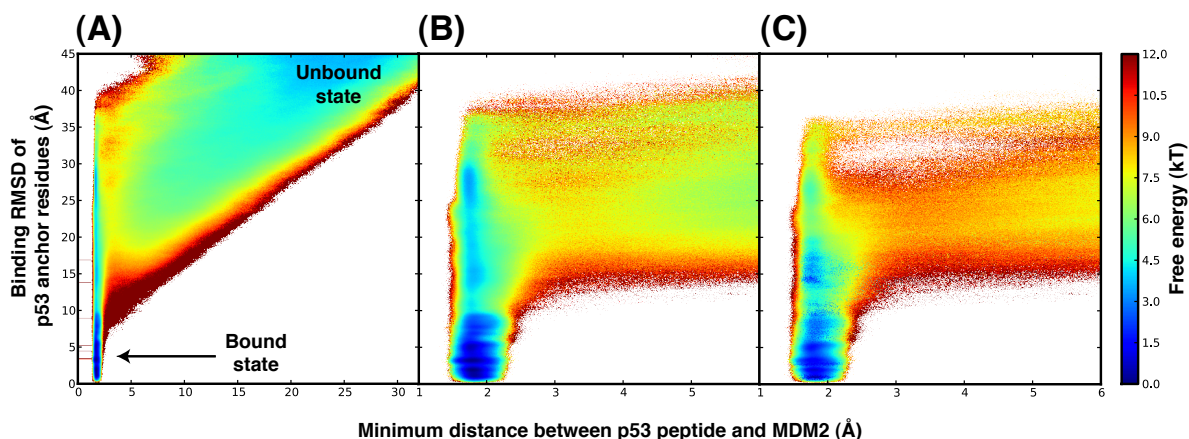 (A)
(B)
(C)
Binding RMSD of
p53 anchor residues (Å)
45
40
35
30
25
20
15
10
5
0
Unbound
state
Bound
state
0 5 10 15 20 25 30
1 2 3 4 5 6
1 2 3 4 5 6
Minimum distance between p53 peptide and MDM2 (Å)
12.0
10.5
9.0
7.5
6.0
4.5
3.0
1.5
0.0
Free energy (kT)